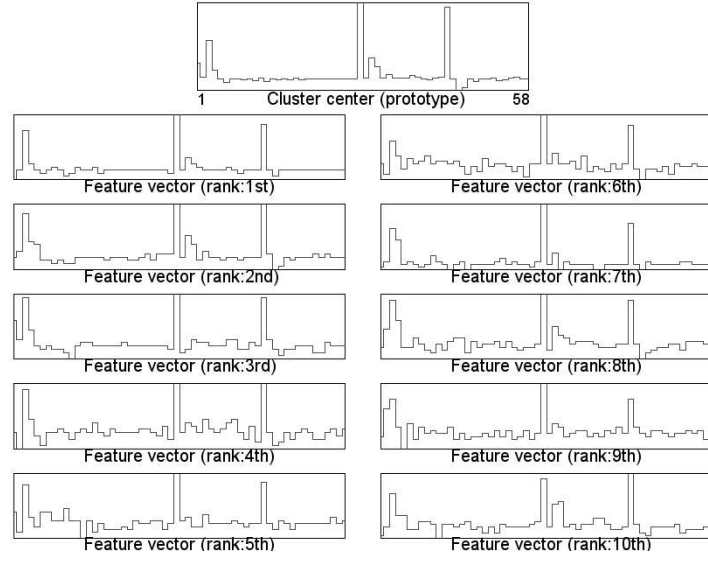 1 Cluster center (prototype) 58
Feature vector (rank:1st)
Feature vector (rank:2nd)
Feature vector (rank:3rd)
Feature vector (rank:4th)
Feature vector (rank:5th)
Feature vector (rank:6th)
Feature vector (rank:7th)
Feature vector (rank:8th)
Feature vector (rank:9th)
Feature vector (rank:10th)